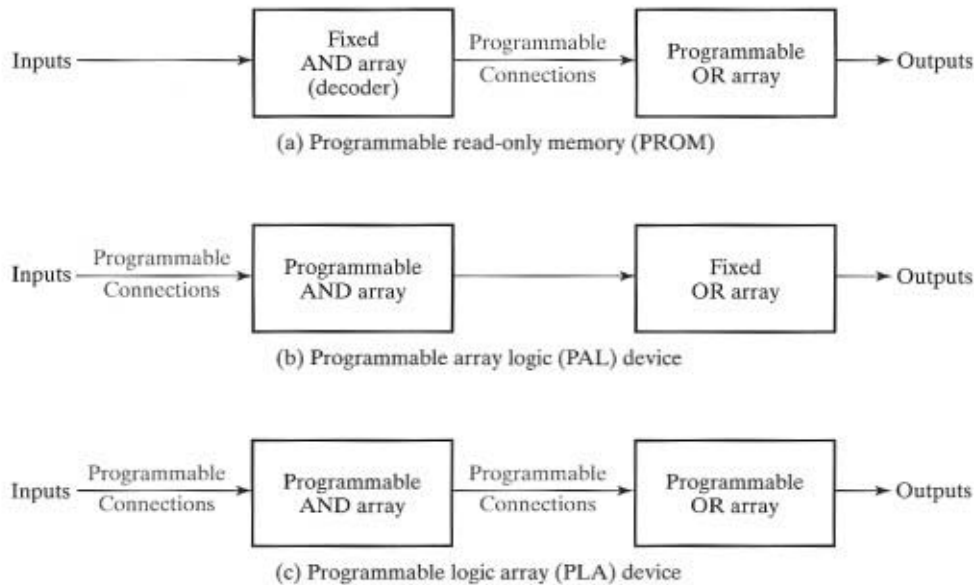 Inputs
Fixed
AND array
(decoder)
Programmable
Connections
Programmable
OR array
Outputs
(a) Programmable read-only memory (PROM)
Inputs
Programmable
Connections
Programmable
AND array
Fixed
OR array
Outputs
(b) Programmable array logic (PAL) device
Inputs
Programmable
Connections
Programmable
AND array
Programmable
Connections
Programmable
OR array
Outputs
(c) Programmable logic array (PLA) device